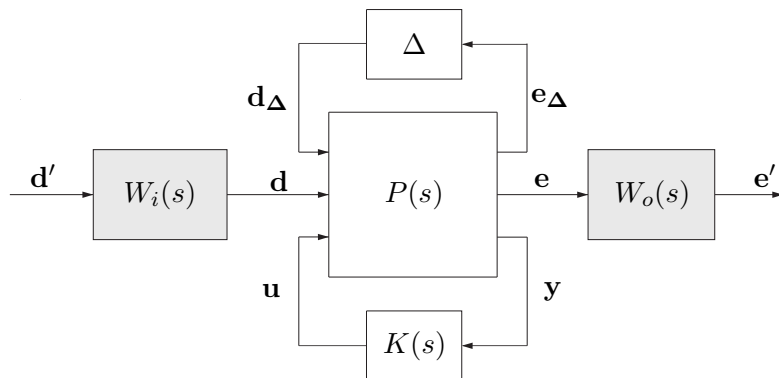 Δ
d_Δ
e_Δ
d′
W_i(s)
d
P(s)
e
W_o(s)
e′
u
K(s)
y